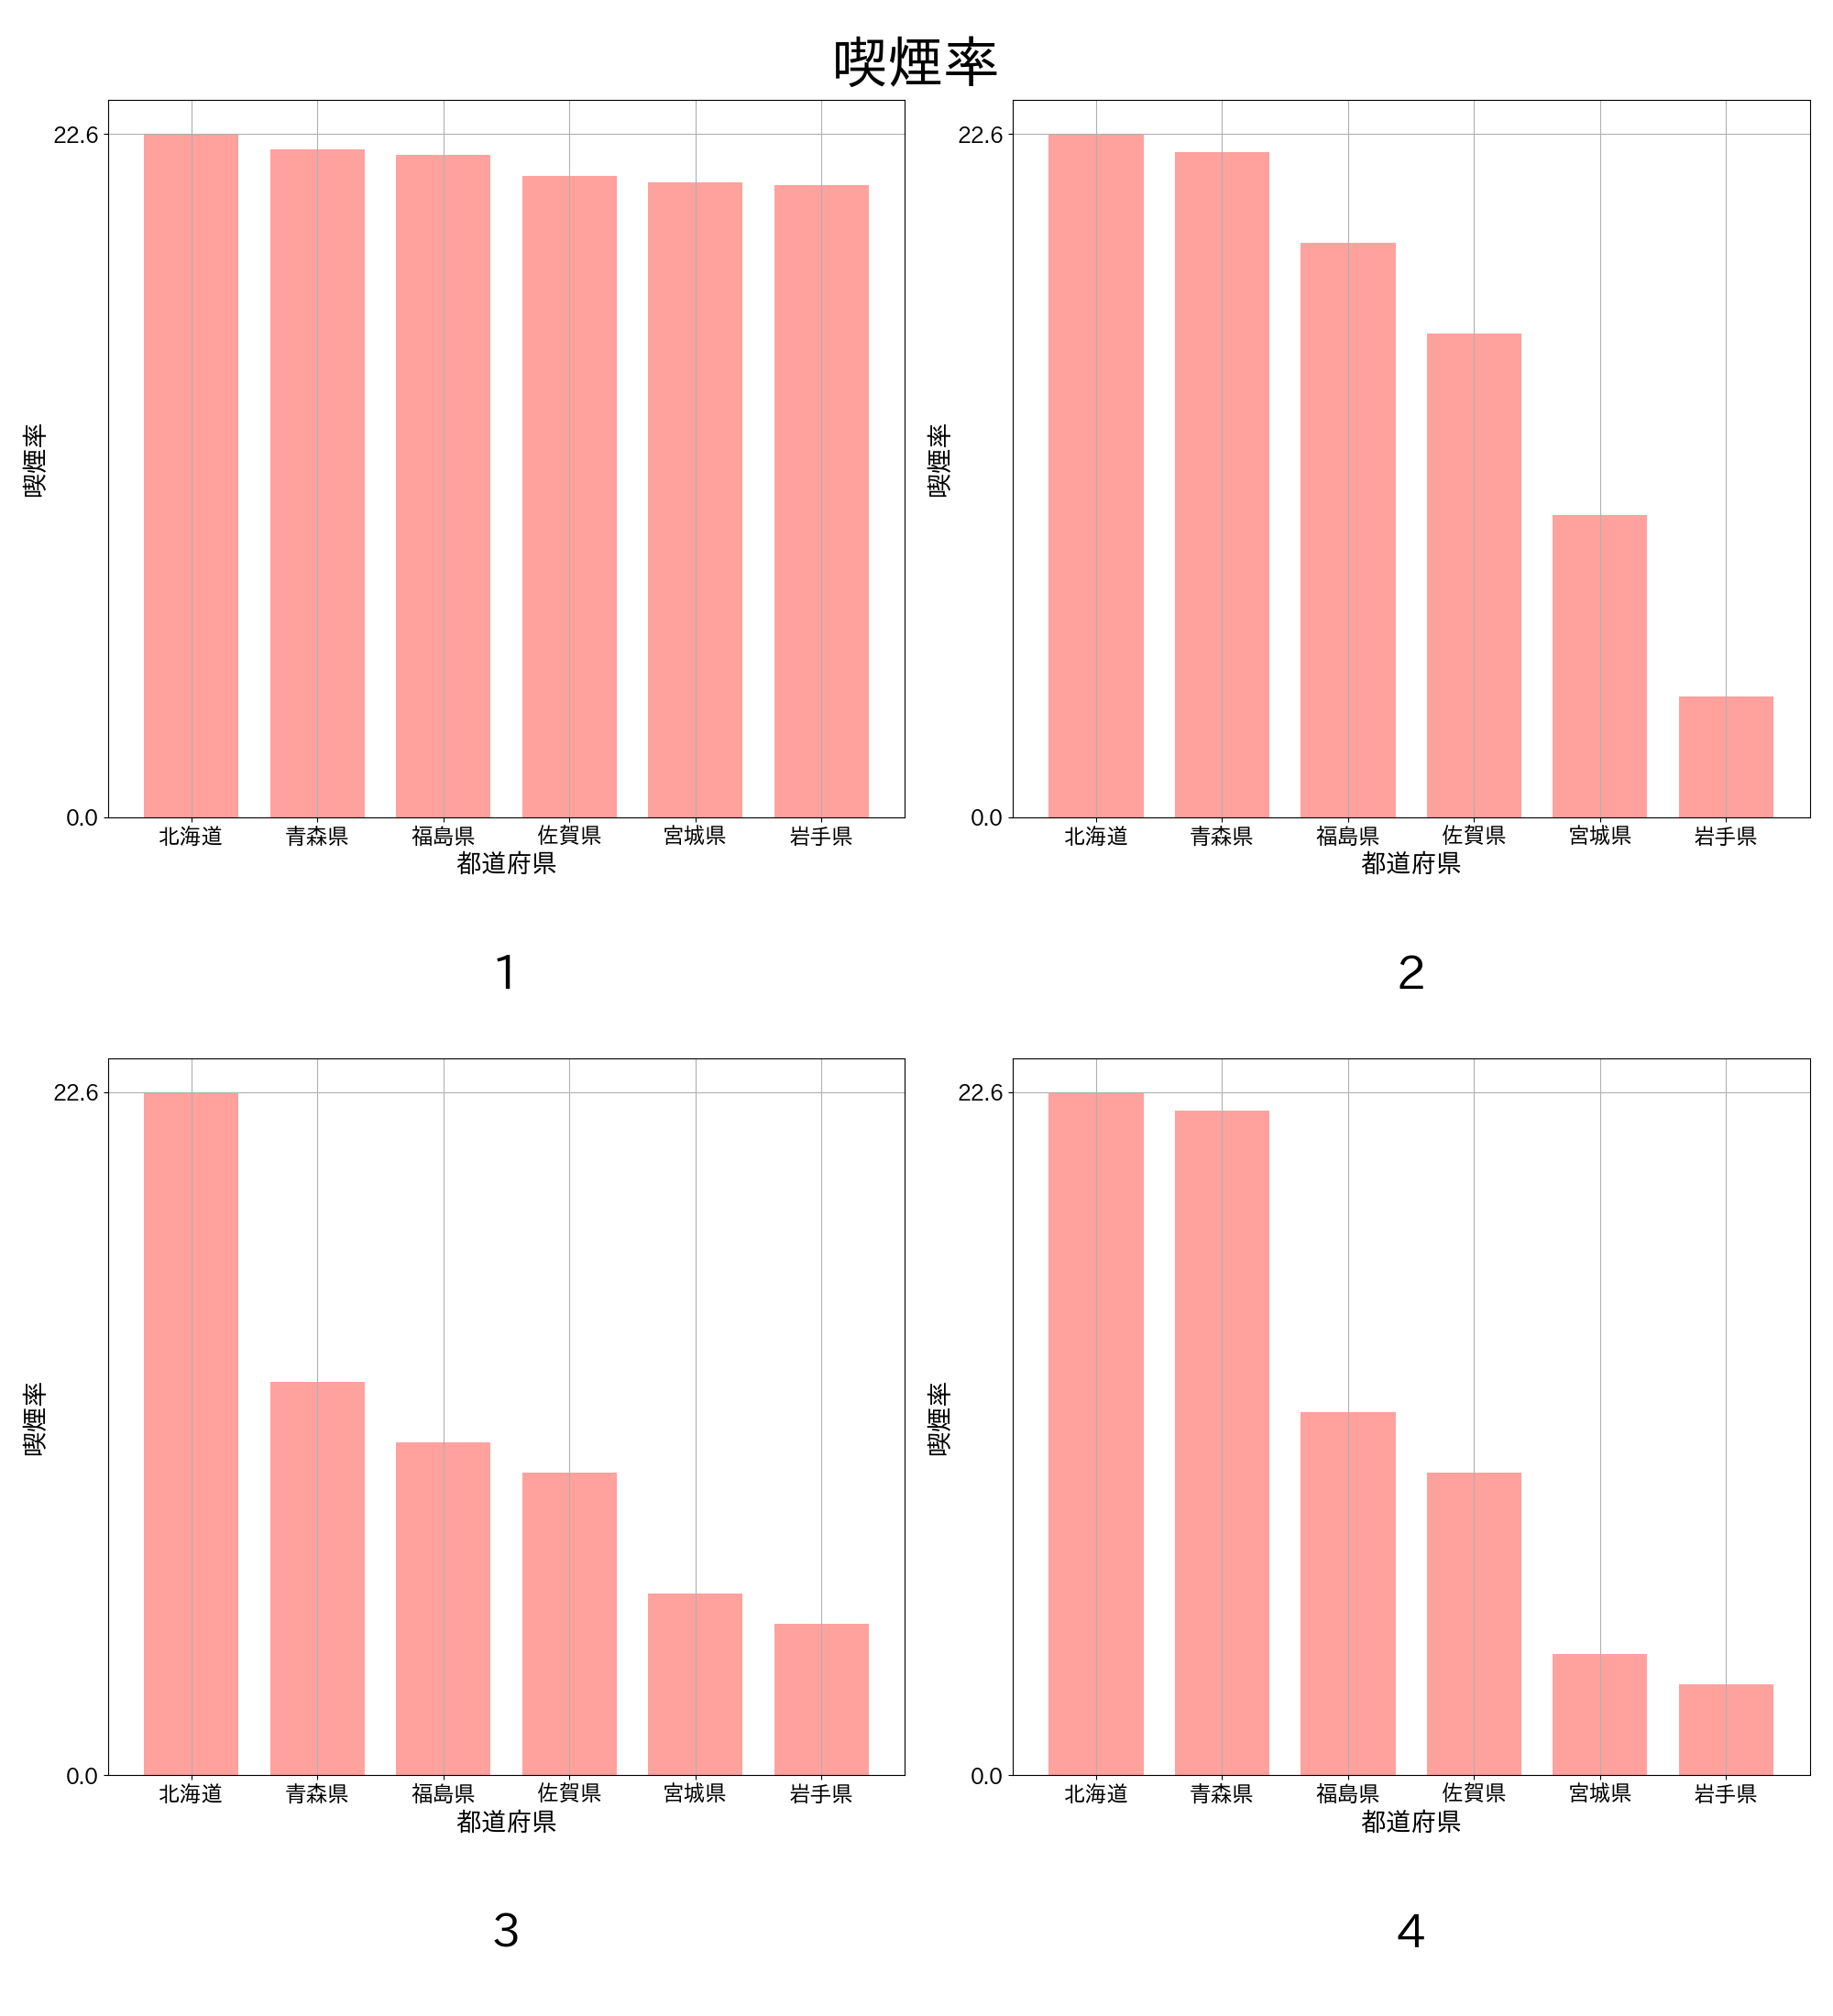 喫煙率
22.6
0.0
喫煙率
北海道 青森県 福島県 佐賀県 宮城県 岩手県
都道府県
1
22.6
0.0
喫煙率
北海道 青森県 福島県 佐賀県 宮城県 岩手県
都道府県
2
22.6
0.0
喫煙率
北海道 青森県 福島県 佐賀県 宮城県 岩手県
都道府県
3
22.6
0.0
喫煙率
北海道 青森県 福島県 佐賀県 宮城県 岩手県
都道府県
4